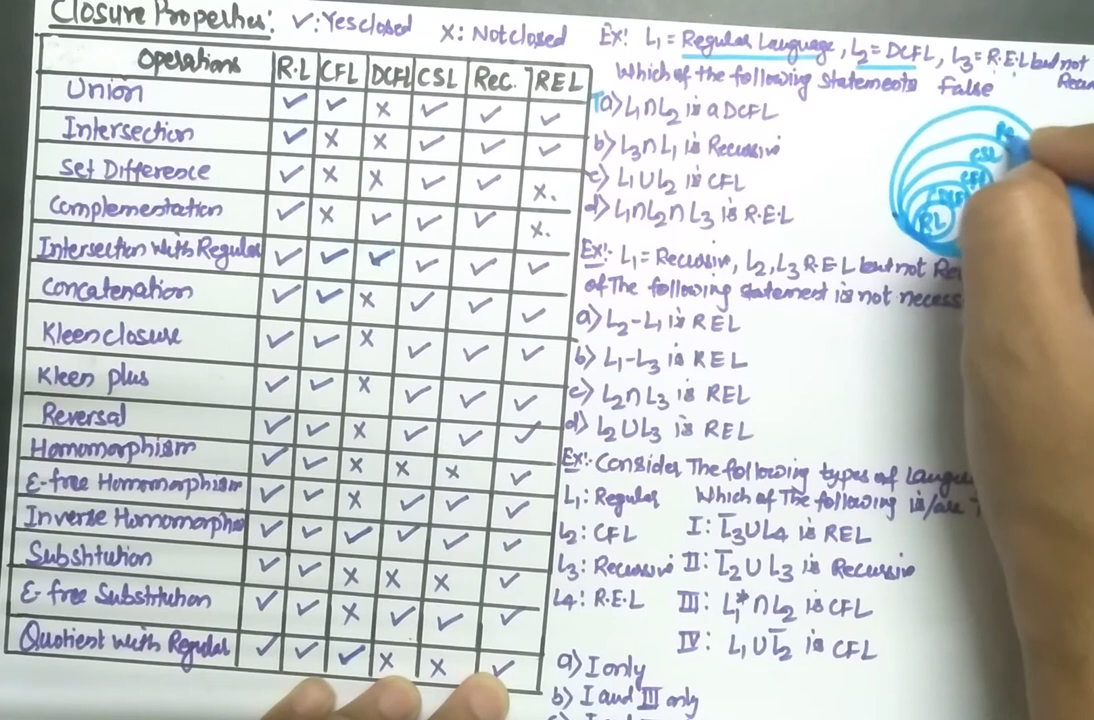 Closure Properties: ✓:Yes closed X: Not closed
Operations R.L CFL DCFL CSL Rec. REL
Union ✓ ✓ x ✓ ✓ ✓
Intersection ✓ x x ✓ ✓ ✓
Set Difference ✓ x x ✓ ✓ x.
Complementation ✓ x ✓ ✓ ✓ x.
Intersection with Regular ✓ ✓ ✓ ✓ ✓ ✓
Concatenation ✓ ✓ x ✓ ✓ ✓
Kleen closure ✓ ✓ x ✓ ✓ ✓
Kleen plus ✓ ✓ x ✓ ✓ ✓
Reversal ✓ ✓ x ✓ ✓ ✓
Homomorphism ✓ ✓ x x x ✓
ε-free Homomorphism ✓ ✓ x ✓ ✓ ✓
Inverse Homomorpho ✓ ✓ ✓ ✓ ✓ ✓
Substitution ✓ ✓ x x x ✓
ε-free Substitution ✓ ✓ x ✓ ✓ ✓
Quotient with Regular ✓ ✓ ✓ x x ✓
Ex: L1 = Regular Language, L2 = DCFL, L3 = R.E.L but not
Which of the following Statements False
T a) L1∩L2 is a DCFL
b) L3∩L1 is Recursive
c) L1∪L2 is CFL
d) L1∩L2∩L3 is R.E.L
CSL
CFL
RL
Ex:- L1 = Recursive, L2, L3 R.E.L but not Re
of The following statement is not necess
a) L2-L1 is REL
b) L1-L3 is REL
c) L2∩L3 is REL
d) L2∪L3 is REL
Ex:- Consider The following types of Langu
L1: Regular Which of The following is/are
L2: CFL I: L̅3∪L4 is REL
L3: Recursive II: L̅2∪L3 is Recursive
L4: R.E.L III: L1*∩L2 is CFL
IV: L1∪L̅2 is CFL
a) I only
b) I and III only